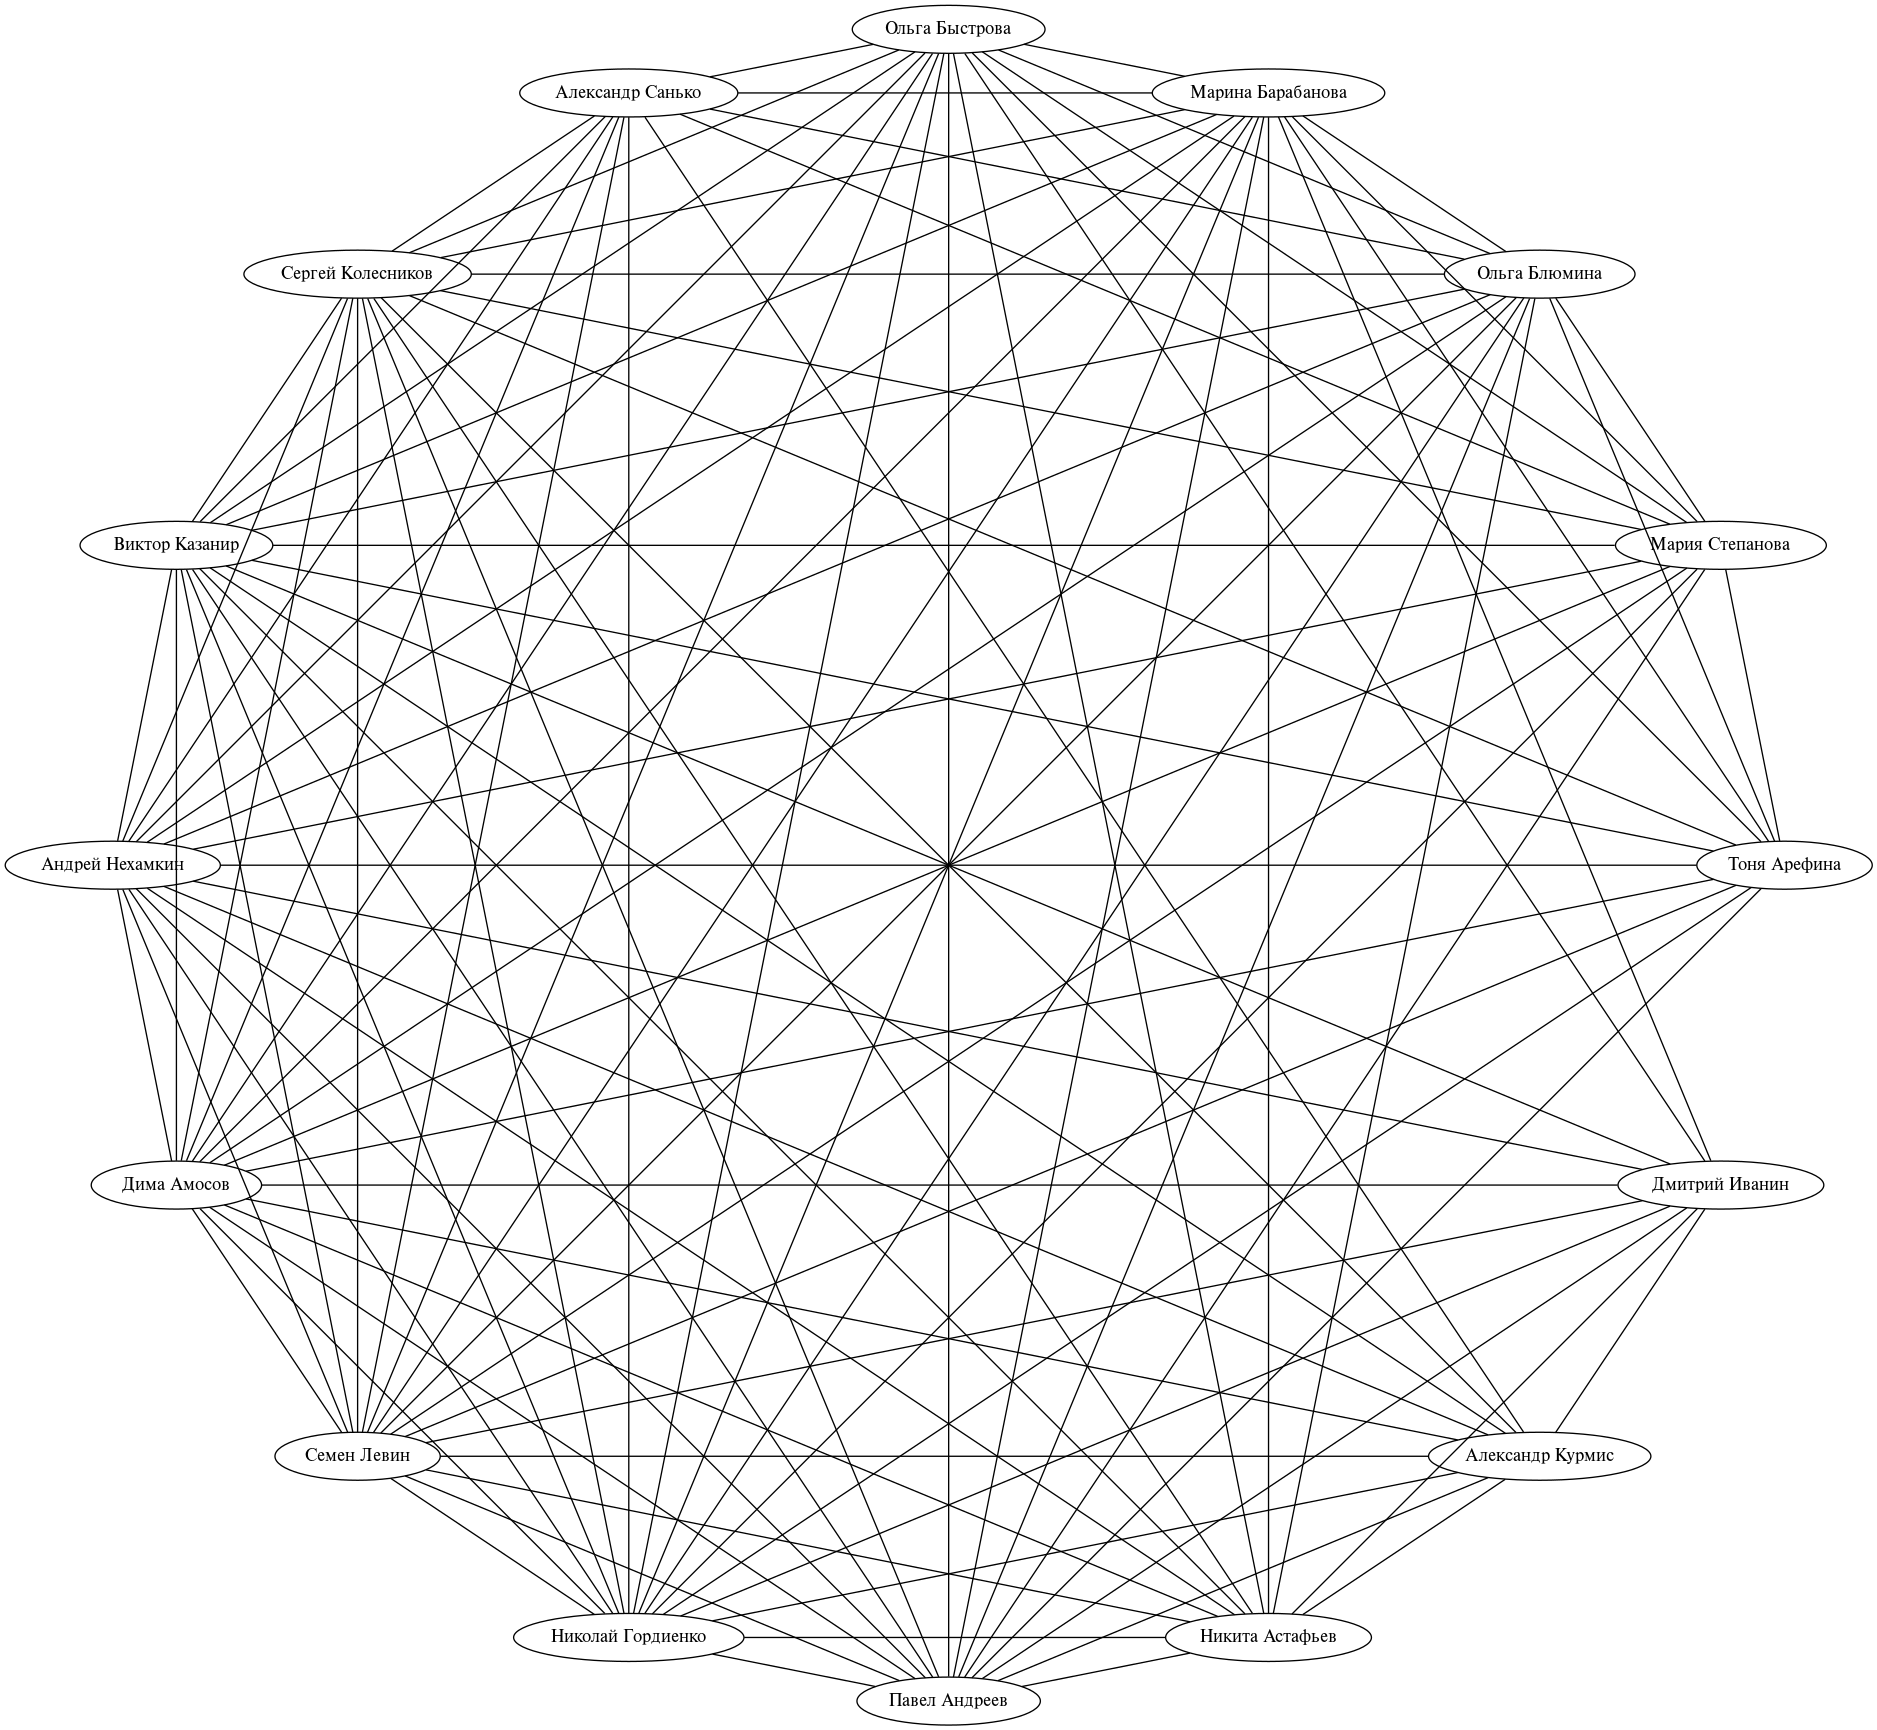 Ольга Быстрова
Александр Санько
Марина Барабанова
Сергей Колесников
Ольга Блюмина
Виктор Казанир
Мария Степанова
Андрей Нехамкин
Тоня Арефина
Дима Амосов
Дмитрий Иванин
Семен Левин
Александр Курмис
Николай Гордиенко
Никита Астафьев
Павел Андреев